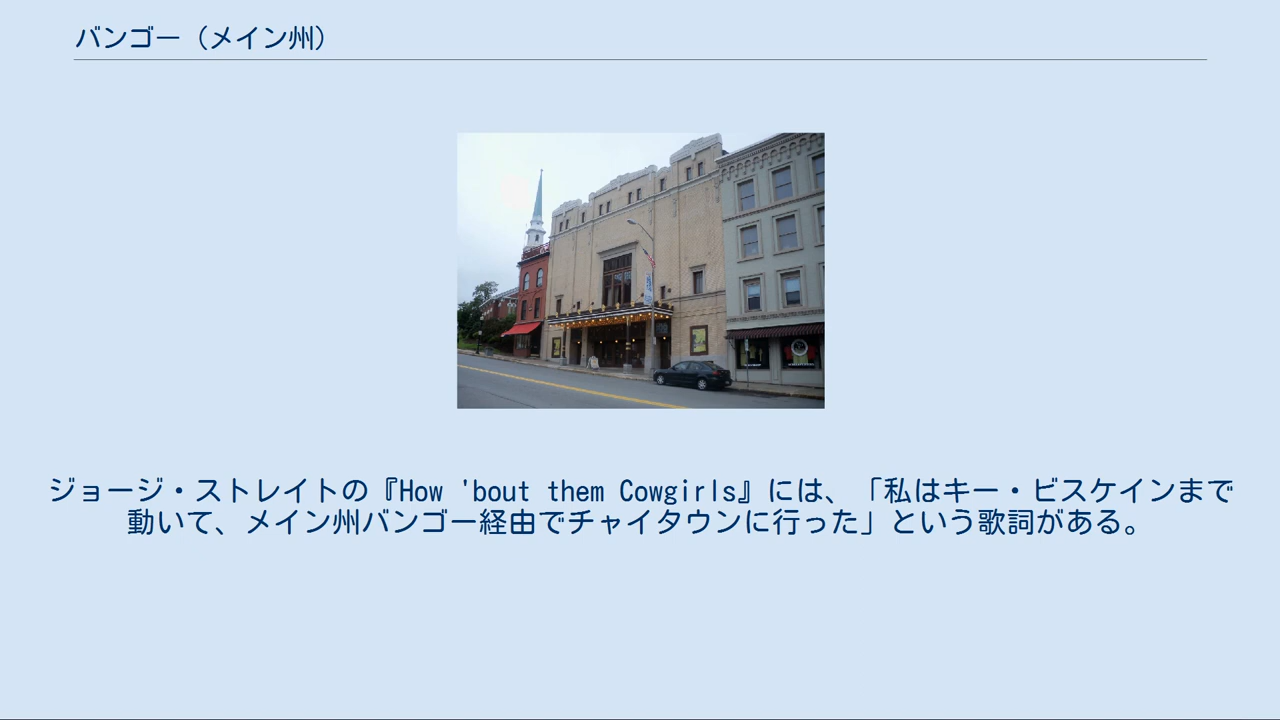 バンゴー（メイン州）
ジョージ・ストレイトの『How 'bout them Cowgirls』には、「私はキー・ビスケインまで
動いて、メイン州バンゴー経由でチャイタウンに行った」という歌詞がある。